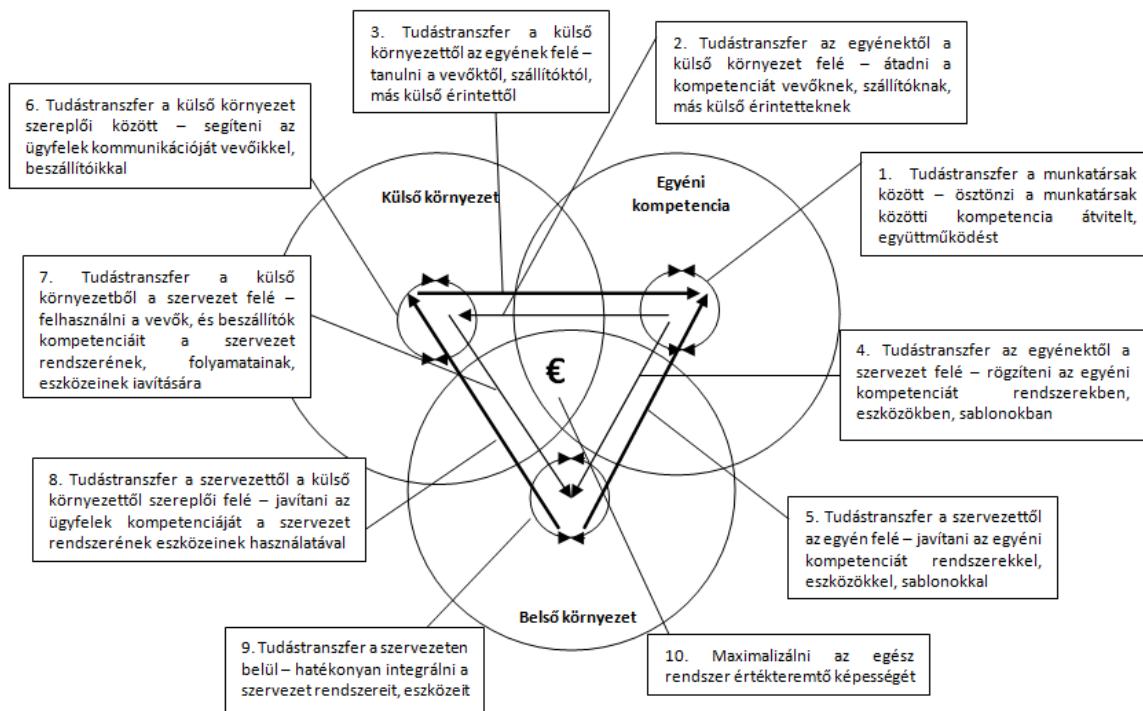 3. Tudástranszfer a külső
környezettől az egyének felé –
tanulni a vevőktől, szállítóktól,
más külső érintettől
2. Tudástranszfer az egyénektől a
külső környezet felé – átadni a
kompetenciát vevőknek, szállítóknak,
más külső érintetteknek
6. Tudástranszfer a külső környezet
szereplői között – segíteni az
ügyfelek kommunikációját vevőikkel,
beszállítóikkal
Külső környezet
Egyéni
kompetencia
1. Tudástranszfer a munkatársak
között – ösztönzi a munkatársak
közötti kompetencia átvitelt,
együttműködést
7. Tudástranszfer a külső
környezetből a szervezet felé –
felhasználni a vevők, és beszállítók
kompetenciáit a szervezet
rendszerének, folyamatainak,
eszközeinek iavítására
€
4. Tudástranszfer az egyénektől a
szervezet felé – rögzíteni az egyéni
kompetenciát rendszerekben,
eszközökben, sablonokban
8. Tudástranszfer a szervezettől a külső
környezettől szereplői felé – javítani az
ügyfelek kompetenciáját a szervezet
rendszerének eszközeinek használatával
5. Tudástranszfer a szervezettől
az egyén felé – javítani az egyéni
kompetenciát rendszerekkel,
eszközökkel, sablonokkal
Belső környezet
9. Tudástranszfer a szervezeten
belül – hatékonyan integrálni a
szervezet rendszereit, eszközeit
10. Maximalizálni az egész
rendszer értékteremtő képességét